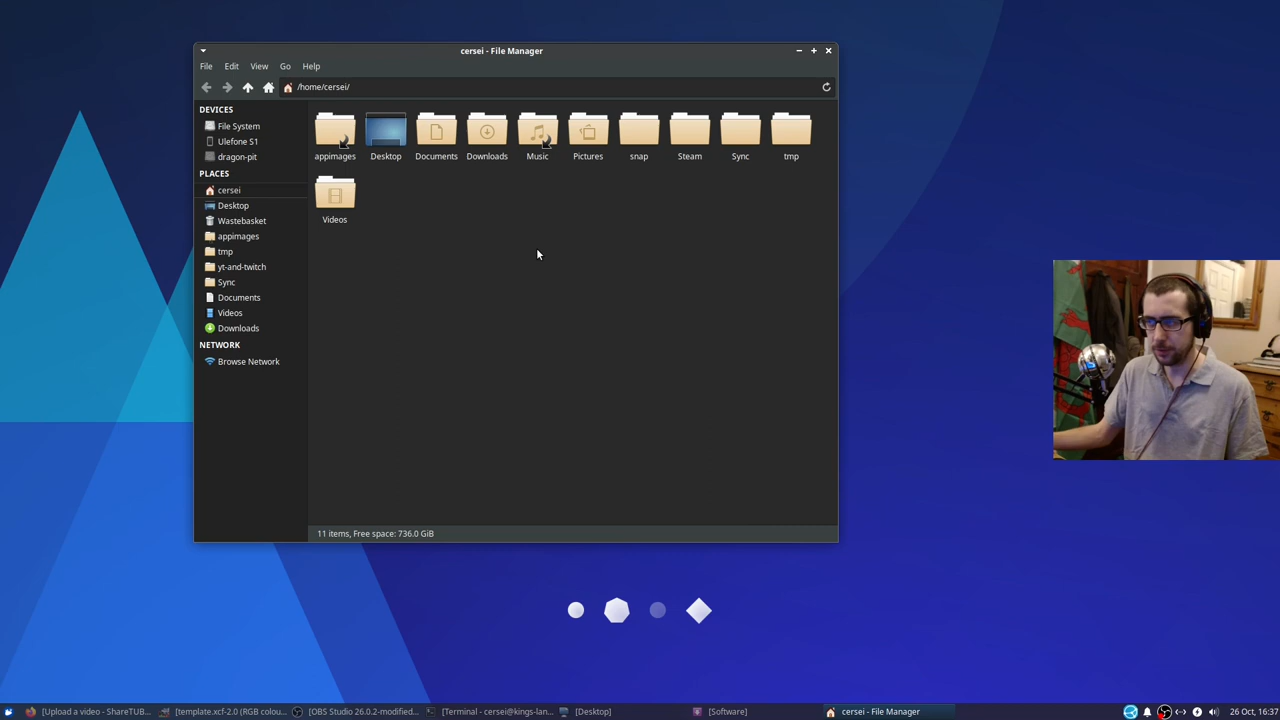 cersei - File Manager
File Edit View Go Help
/home/cersei/
DEVICES
File System
Ulefone S1
dragon-pit
PLACES
cersei
Desktop
Wastebasket
appimages
tmp
yt-and-twitch
Sync
Documents
Videos
Downloads
NETWORK
Browse Network
appimages Desktop Documents Downloads Music Pictures snap Steam Sync tmp
Videos
11 items, Free space: 736.0 GiB
[Upload a video - ShareTUB... [template.xcf-2.0 (RGB colou... [OBS Studio 26.0.2-modified... [Terminal - cersei@kings-lan... [Desktop] [Software] cersei - File Manager 26 Oct, 16:37